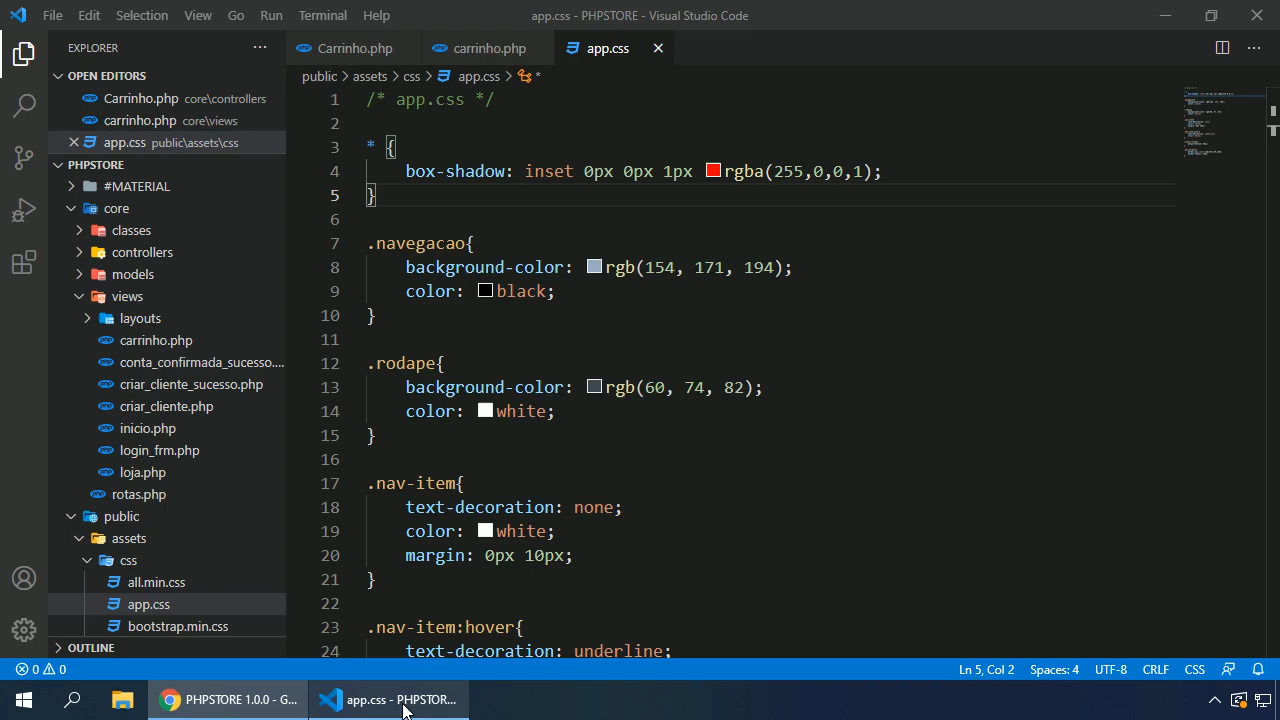 File Edit Selection View Go Run Terminal Help
app.css - PHPSTORE - Visual Studio Code
EXPLORER
OPEN EDITORS
Carrinho.php core\controllers
carrinho.php core\views
app.css public\assets\css
PHPSTORE
#MATERIAL
core
classes
controllers
models
views
layouts
carrinho.php
conta_confirmada_sucesso....
criar_cliente_sucesso.php
criar_cliente.php
inicio.php
login_frm.php
loja.php
rotas.php
public
assets
css
all.min.css
app.css
bootstrap.min.css
OUTLINE
Carrinho.php carrinho.php app.css
public > assets > css > app.css > *
1 /* app.css */
2
3 * {
4 box-shadow: inset 0px 0px 1px rgba(255,0,0,1);
5 }
6
7 .navegacao{
8 background-color: rgb(154, 171, 194);
9 color: black;
10 }
11
12 .rodape{
13 background-color: rgb(60, 74, 82);
14 color: white;
15 }
16
17 .nav-item{
18 text-decoration: none;
19 color: white;
20 margin: 0px 10px;
21 }
22
23 .nav-item:hover{
24 text-decoration: underline;
0 0
Ln 5, Col 2 Spaces: 4 UTF-8 CRLF CSS
PHPSTORE 1.0.0 - G...
app.css - PHPSTOR...